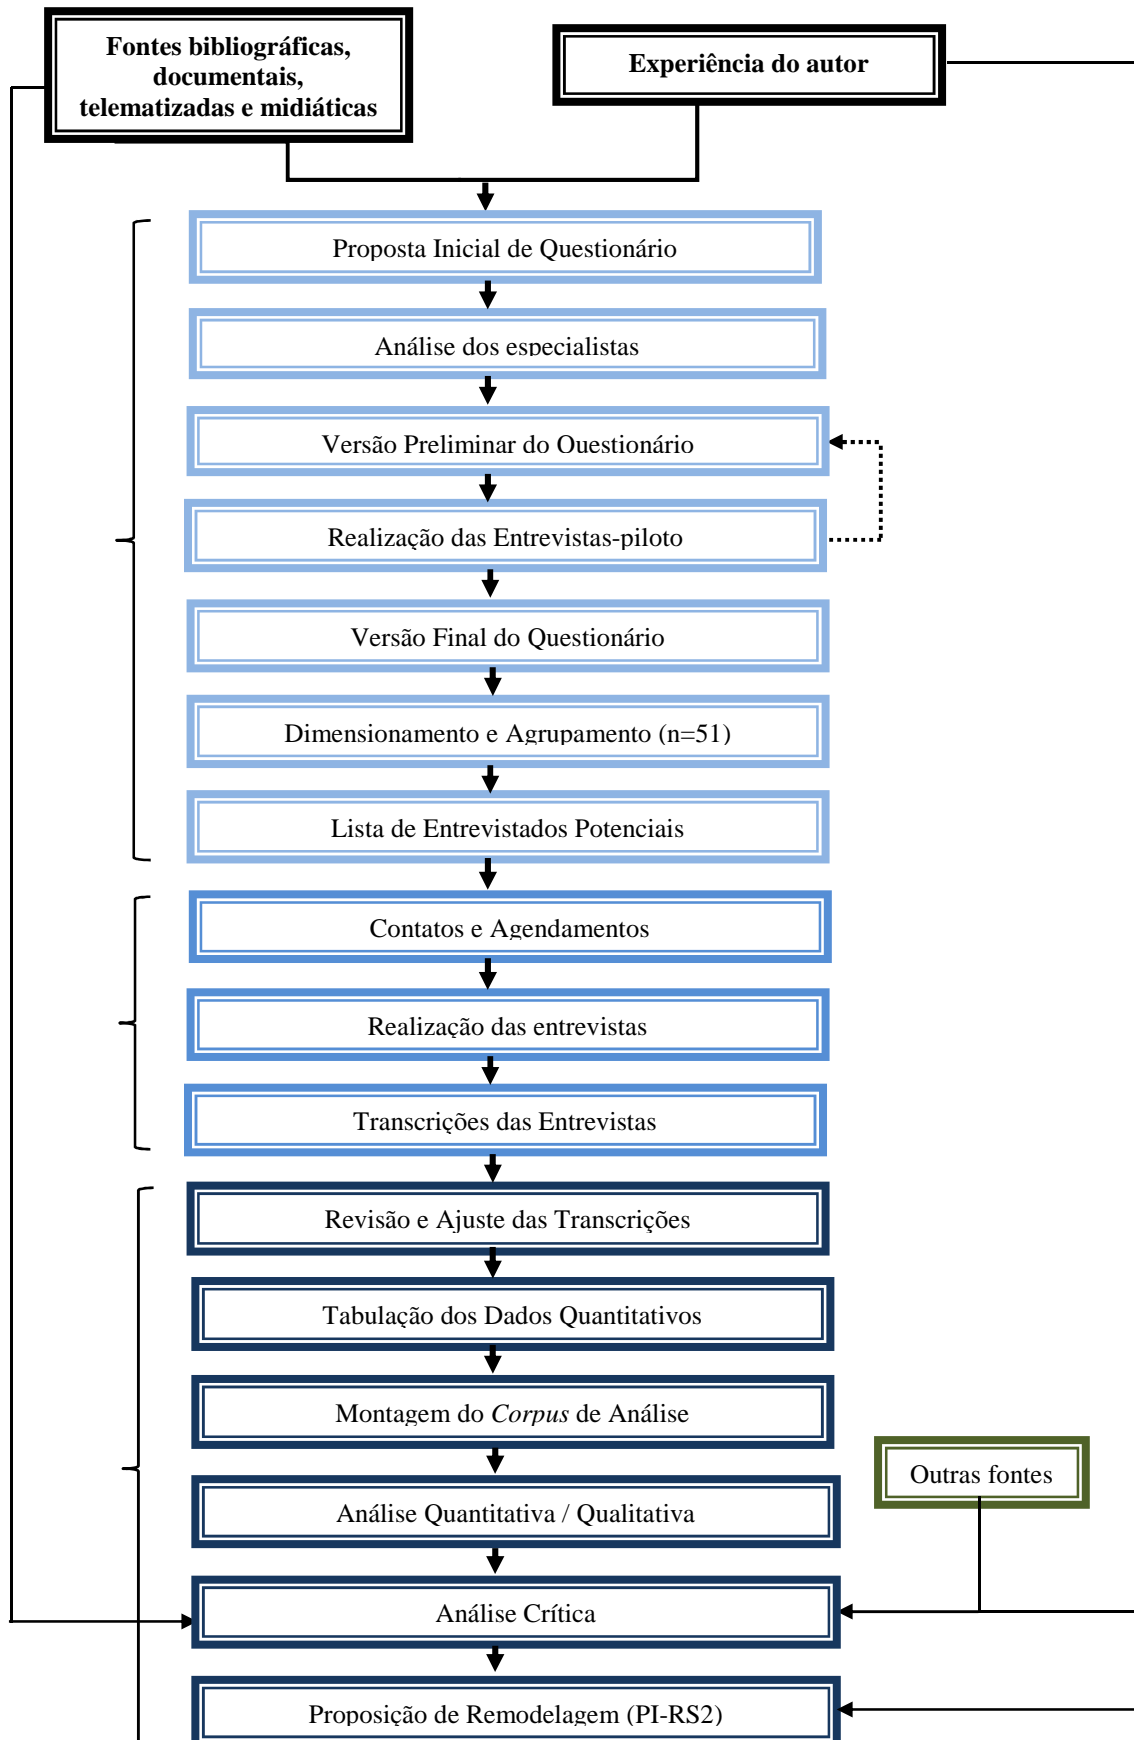 Fontes bibliográficas,
documentais,
telematizadas e midiáticas
Experiência do autor
Proposta Inicial de Questionário
Análise dos especialistas
Versão Preliminar do Questionário
Realização das Entrevistas-piloto
Versão Final do Questionário
Dimensionamento e Agrupamento (n=51)
Lista de Entrevistados Potenciais
Contatos e Agendamentos
Realização das entrevistas
Transcrições das Entrevistas
Revisão e Ajuste das Transcrições
Tabulação dos Dados Quantitativos
Montagem do Corpus de Análise
Outras fontes
Análise Quantitativa / Qualitativa
Análise Crítica
Proposição de Remodelagem (PI-RS2)